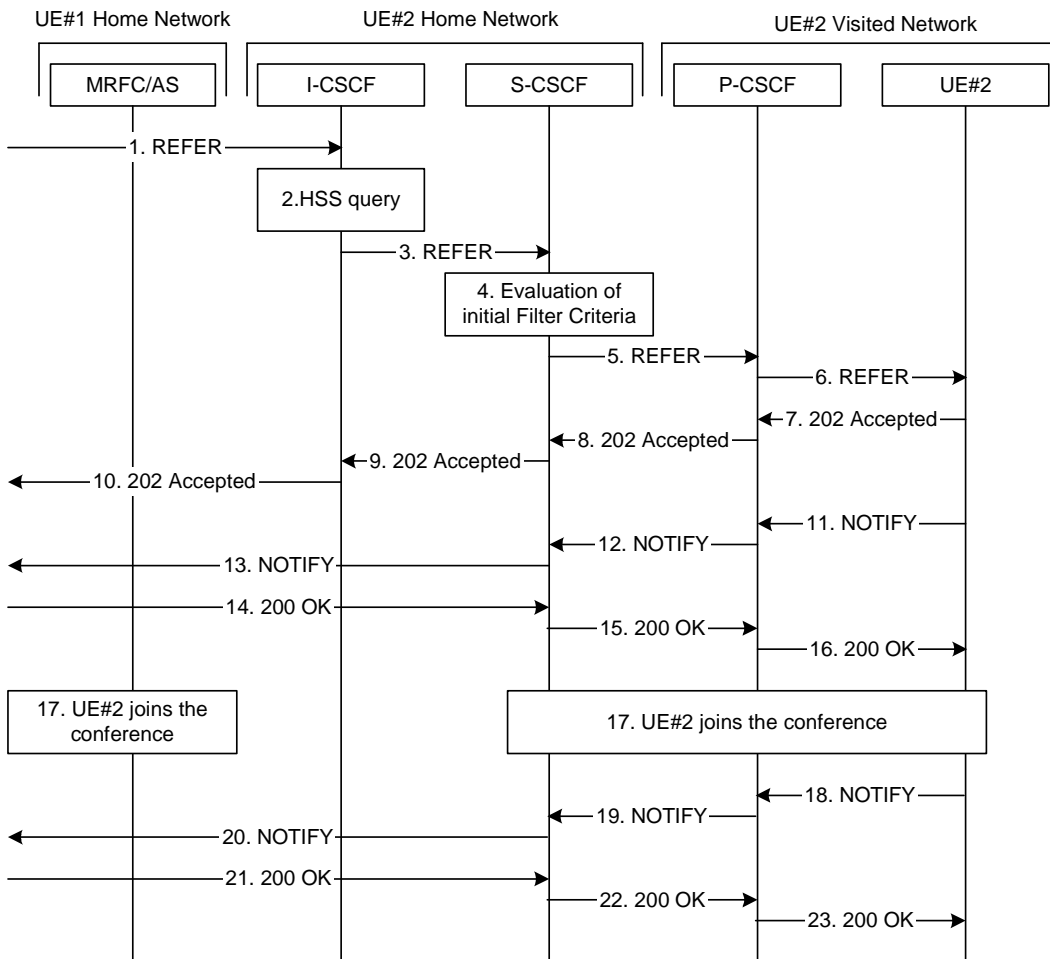 UE#1 Home Network
UE#2 Home Network
UE#2 Visited Network
MRFC/AS
I-CSCF
S-CSCF
P-CSCF
UE#2
1. REFER
2.HSS query
3. REFER
4. Evaluation of
initial Filter Criteria
5. REFER
6. REFER
7. 202 Accepted
8. 202 Accepted
9. 202 Accepted
10. 202 Accepted
11. NOTIFY
12. NOTIFY
13. NOTIFY
14. 200 OK
15. 200 OK
16. 200 OK
17. UE#2 joins the
conference
17. UE#2 joins the conference
18. NOTIFY
19. NOTIFY
20. NOTIFY
21. 200 OK
22. 200 OK
23. 200 OK